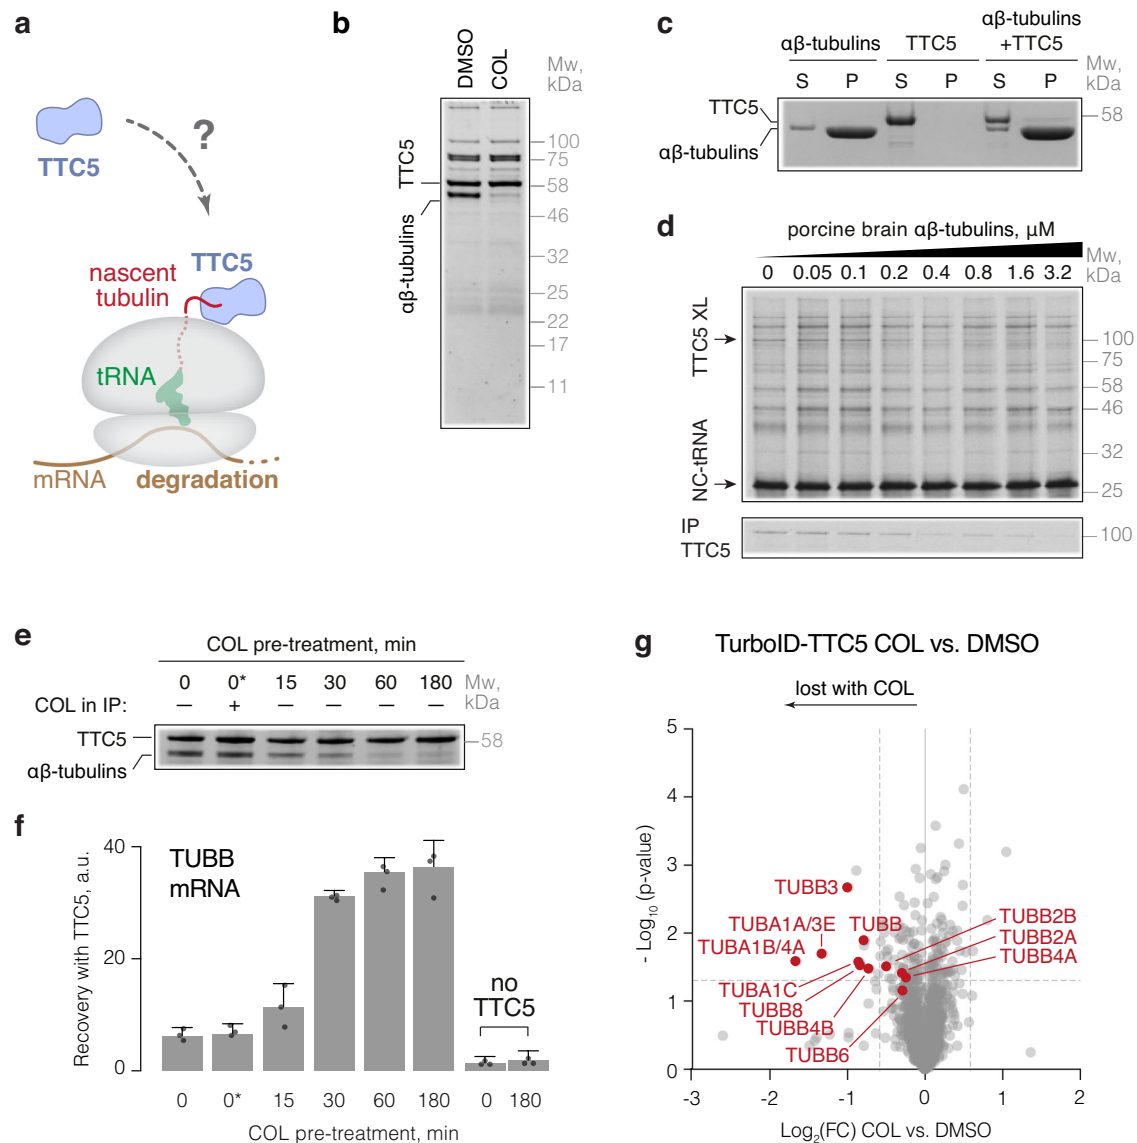 a
TTC5
?
nascent
tubulin
TTC5
tRNA
mRNA
degradation
b
DMSO
COL
Mw,
kDa
TTC5
αβ-tubulins
100
75
58
46
32
25
22
17
11
c
αβ-tubulins
TTC5
αβ-tubulins
+TTC5
S P S P S P
Mw,
kDa
TTC5
αβ-tubulins
58
d
porcine brain αβ-tubulins, μM
0 0.05 0.1 0.2 0.4 0.8 1.6 3.2
Mw,
kDa
TTC5 XL
NC-tRNA
100
75
58
46
32
25
IP
TTC5
100
e
COL pre-treatment, min
0 0* 15 30 60 180
Mw,
kDa
COL in IP: – + – – – –
TTC5
αβ-tubulins
58
f
Recovery with TTC5, a.u.
40
20
0
TUBB
mRNA
no
TTC5
0 0* 15 30 60 180 0 180
COL pre-treatment, min
g
TurboID-TTC5 COL vs. DMSO
lost with COL
- Log10 (p-value)
5
4
3
2
1
0
TUBB3
TUBA1A/3E
TUBB
TUBA1B/4A
TUBB2B
TUBB2A
TUBB4A
TUBA1C
TUBB8
TUBB4B
TUBB6
-3 -2 -1 0 1 2
Log2(FC) COL vs. DMSO